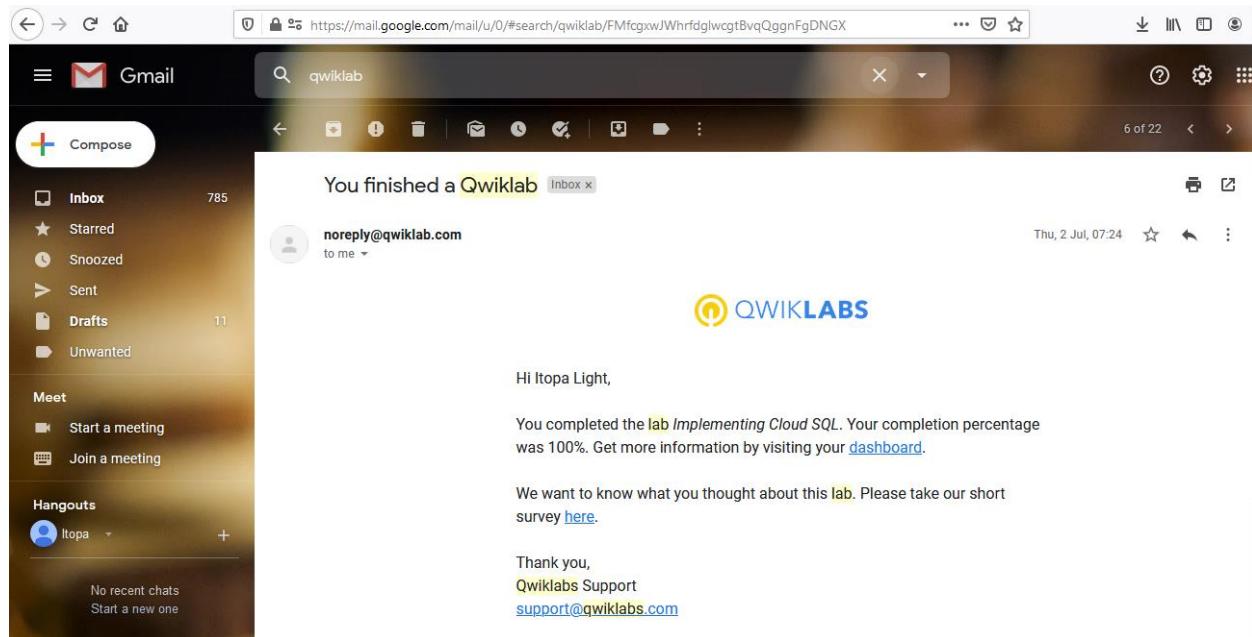 https://mail.google.com/mail/u/0/#search/qwiklab/FMfcgxwJWhrfdglwcgtBvqQggnFgDNGX
Gmail
qwiklab
Compose
6 of 22
Inbox 785
Starred
Snoozed
Sent
Drafts 11
Unwanted
Meet
Start a meeting
Join a meeting
Hangouts
Itopa
No recent chats
Start a new one
You finished a Qwiklab Inbox x
noreply@qwiklab.com Thu, 2 Jul, 07:24
to me
QWIKLABS
Hi Itopa Light,
You completed the lab Implementing Cloud SQL. Your completion percentage
was 100%. Get more information by visiting your dashboard.
We want to know what you thought about this lab. Please take our short
survey here.
Thank you,
Qwiklabs Support
support@qwiklabs.com